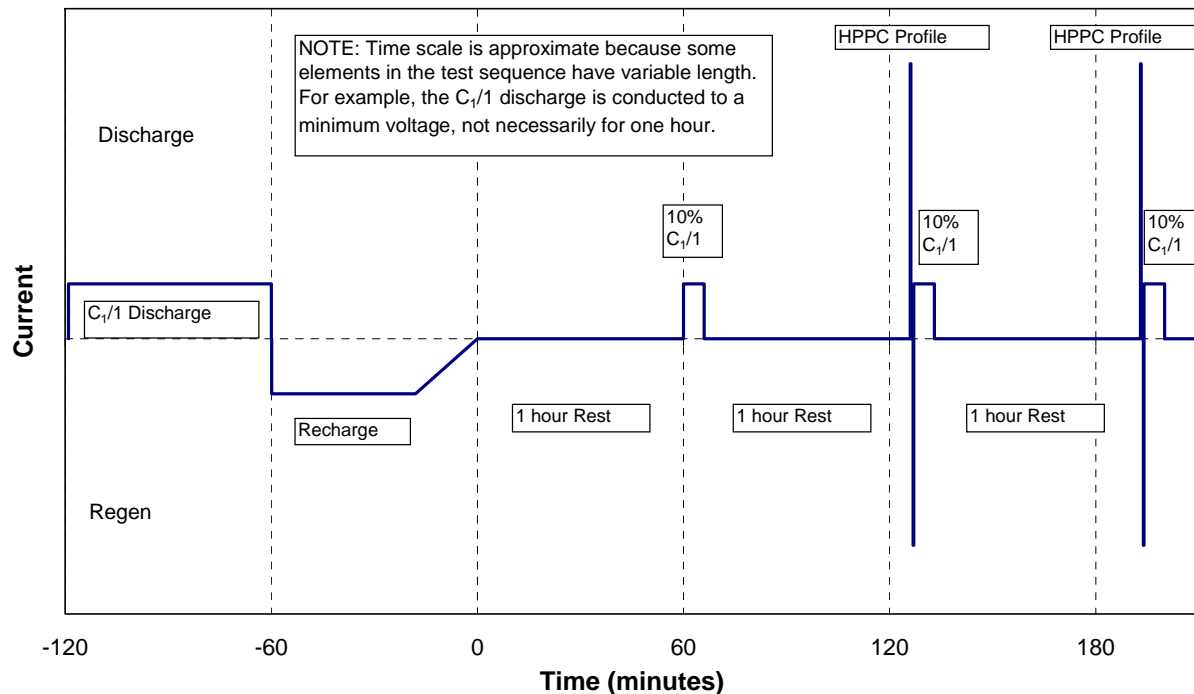 HPPC Profile
HPPC Profile
NOTE: Time scale is approximate because some
elements in the test sequence have variable length.
For example, the C₁/1 discharge is conducted to a
minimum voltage, not necessarily for one hour.
Discharge
10%
C₁/1
10%
C₁/1
10%
C₁/1
C₁/1 Discharge
Current
Recharge
1 hour Rest
1 hour Rest
1 hour Rest
Regen
-120
-60
0
60
120
180
Time (minutes)